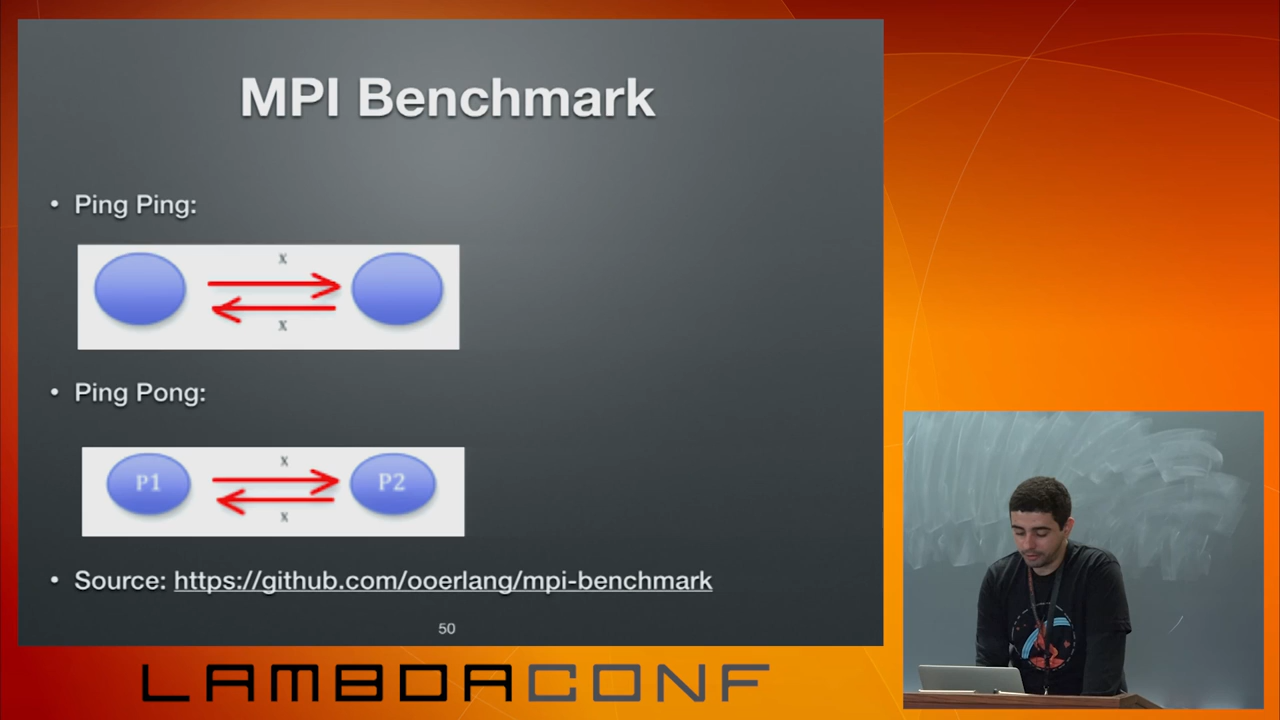 MPI Benchmark
• Ping Ping:
x
x
• Ping Pong:
x
P1
P2
x
• Source: https://github.com/ooerlang/mpi-benchmark
50
LAMBDACONF